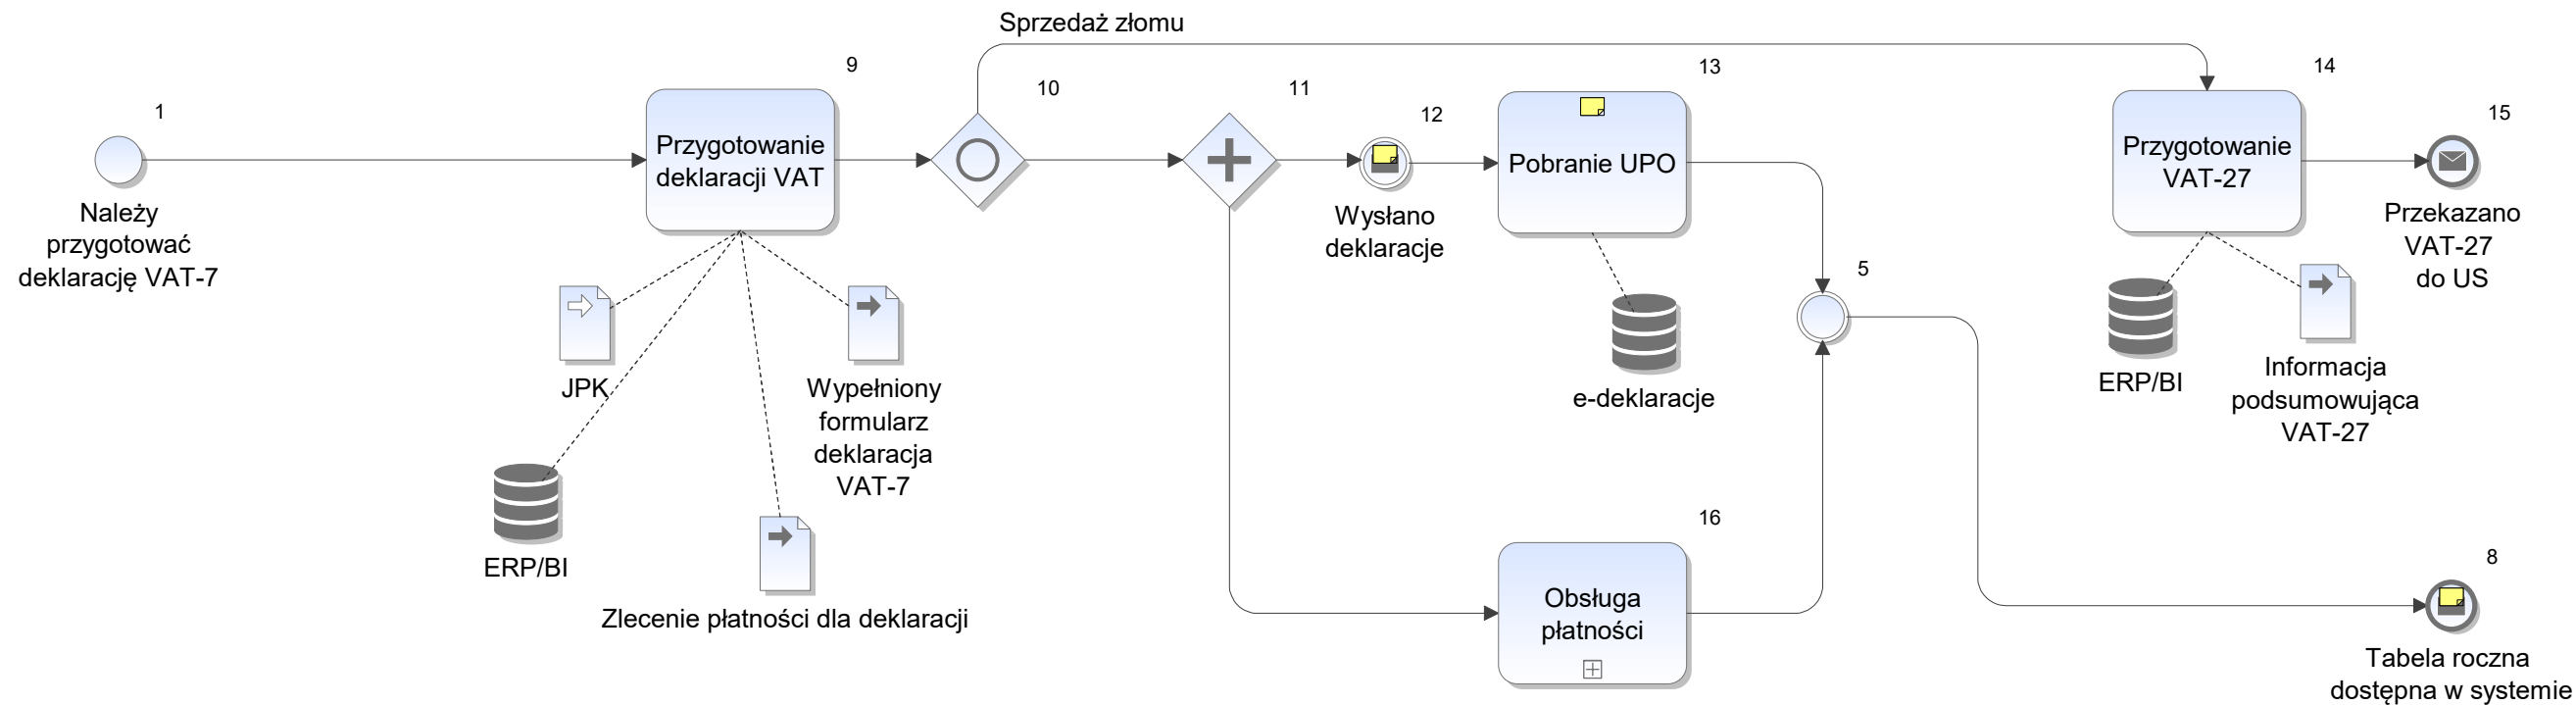 Sprzedaż złomu
1
9
10
11
12
13
14
15
Należy
przygotować
deklarację VAT-7
Przygotowanie
deklaracji VAT
Wysłano
deklaracje
Pobranie UPO
Przygotowanie
VAT-27
Przekazano
VAT-27
do US
JPK
Wypełniony
formularz
deklaracja
VAT-7
ERP/BI
Zlecenie płatności dla deklaracji
e-deklaracje
5
ERP/BI
Informacja
podsumowująca
VAT-27
16
Obsługa
płatności
8
Tabela roczna
dostępna w systemie